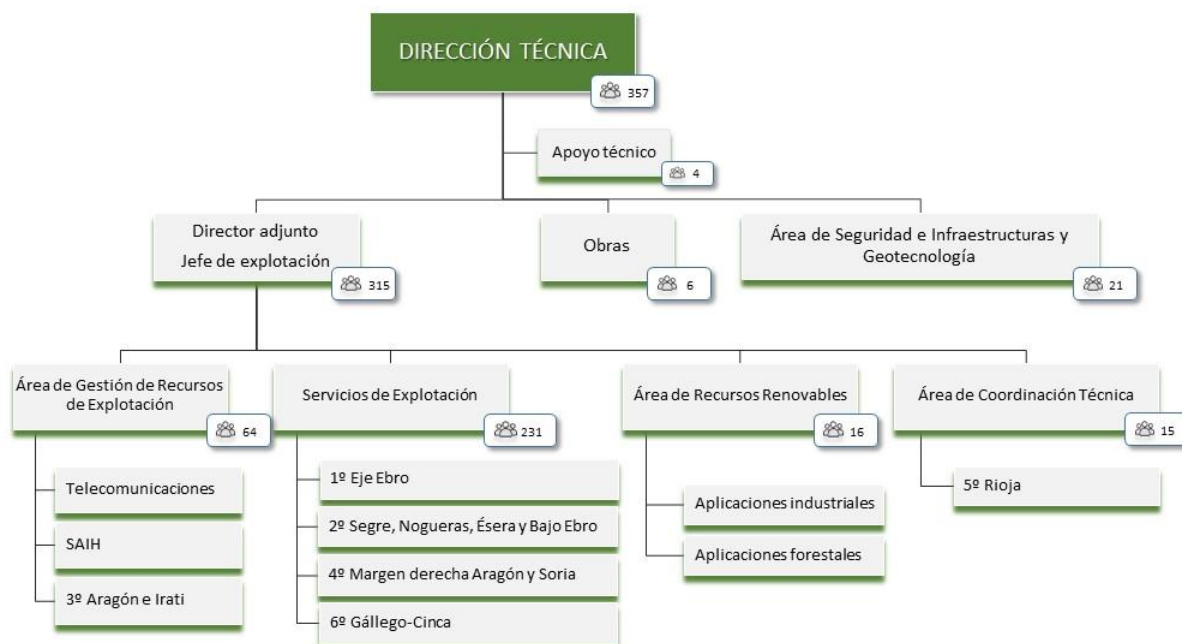 DIRECCIÓN TÉCNICA
357
Apoyo técnico
4
Director adjunto
Jefe de explotación
315
Obras
6
Área de Seguridad e Infraestructuras y
Geotecnología
21
Área de Gestión de Recursos
de Explotación
64
Servicios de Explotación
231
Área de Recursos Renovables
16
Área de Coordinación Técnica
15
Telecomunicaciones
SAIH
3º Aragón e Irati
1º Eje Ebro
2º Segre, Nogueras, Ésera y Bajo Ebro
4º Margen derecha Aragón y Soria
6º Gállego-Cinca
Aplicaciones industriales
Aplicaciones forestales
5º Rioja